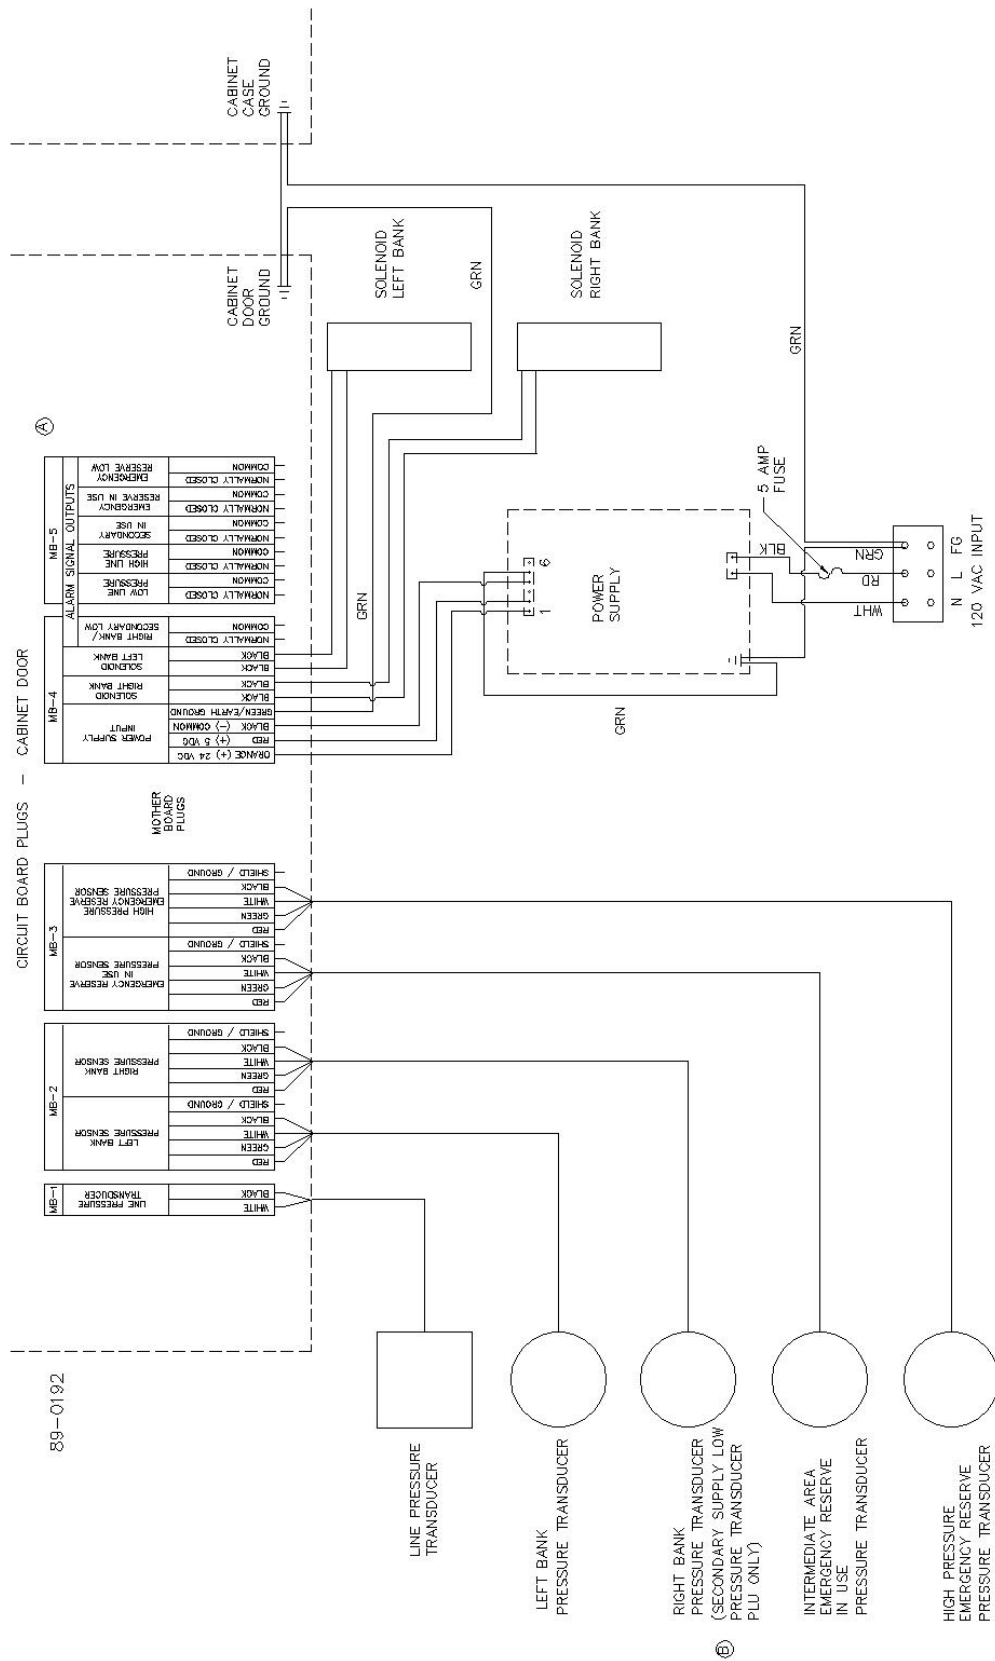 CIRCUIT BOARD PLUGS - CABINET DOOR
89-0192
MB-1
LINE PRESSURE
TRANSDUCER
WHITE
BLACK
MB-2
LEFT BANK
PRESSURE SENSOR
RED
GREEN
WHITE
BLACK
SHIELD / GROUND
RIGHT BANK
PRESSURE SENSOR
RED
GREEN
WHITE
BLACK
SHIELD / GROUND
MB-3
EMERGENCY RESERVE
IN USE
PRESSURE SENSOR
RED
GREEN
WHITE
BLACK
SHIELD / GROUND
HIGH PRESSURE
EMERGENCY RESERVE
PRESSURE SENSOR
RED
GREEN
WHITE
BLACK
SHIELD / GROUND
MOTHER
BOARD
PLUGS
MB-4
POWER SUPPLY
INPUT
ORANGE (+) 24 VDC
RED (+) 5 VDC
BLACK (-) COMMON
GREEN/EARTH GROUND
SOLENOID
RIGHT BANK
BLACK
BLACK
SOLENOID
LEFT BANK
BLACK
BLACK
RIGHT BANK/
SECONDARY LOW
NORMALLY CLOSED
COMMON
MB-5
ALARM SIGNAL OUTPUTS
LOW LINE
PRESSURE
NORMALLY CLOSED
COMMON
HIGH LINE
PRESSURE
NORMALLY CLOSED
COMMON
SECONDARY
IN USE
NORMALLY CLOSED
COMMON
EMERGENCY
RESERVE IN USE
NORMALLY CLOSED
COMMON
EMERGENCY
RESERVE LOW
NORMALLY CLOSED
COMMON
A
CABINET
DOOR
GROUND
CABINET
CASE
GROUND
SOLENOID
LEFT BANK
SOLENOID
RIGHT BANK
GRN
GRN
GRN
GRN
1
6
POWER
SUPPLY
BLK
5 AMP
FUSE
WHT
RD
GRN
N L FG
120 VAC INPUT
LINE PRESSURE
TRANSDUCER
LEFT BANK
PRESSURE TRANSDUCER
B
RIGHT BANK
PRESSURE TRANSDUCER
(SECONDARY SUPPLY LOW
PRESSURE TRANSDUCER
PLU ONLY)
INTERMEDIATE AREA
EMERGENCY RESERVE
IN USE
PRESSURE TRANSDUCER
HIGH PRESSURE
EMERGENCY RESERVE
PRESSURE TRANSDUCER